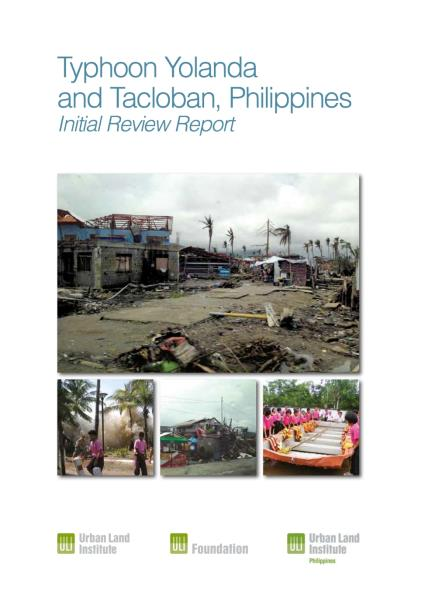 Typhoon Yolanda
and Tacloban, Philippines
Initial Review Report
ULI Urban Land
Institute
ULI Foundation
ULI Urban Land
Institute
Philippines